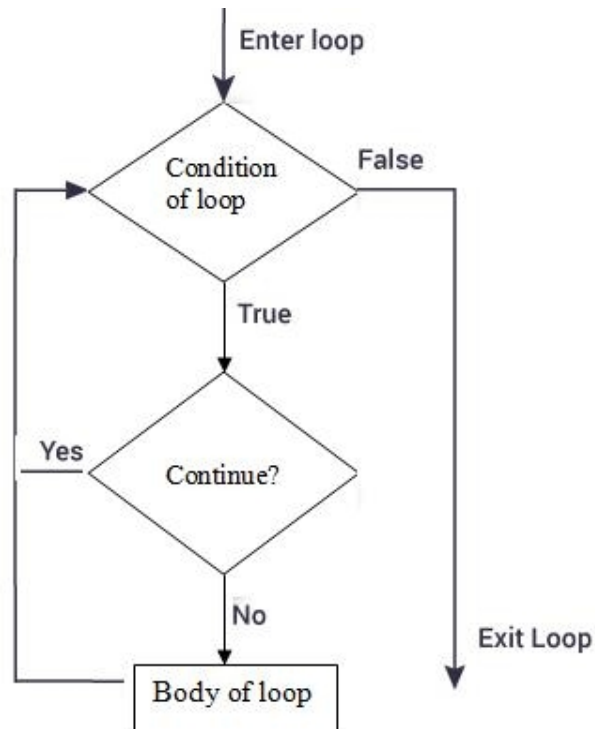 Enter loop
Condition
of loop
False
True
Yes
Continue?
No
Exit Loop
Body of loop